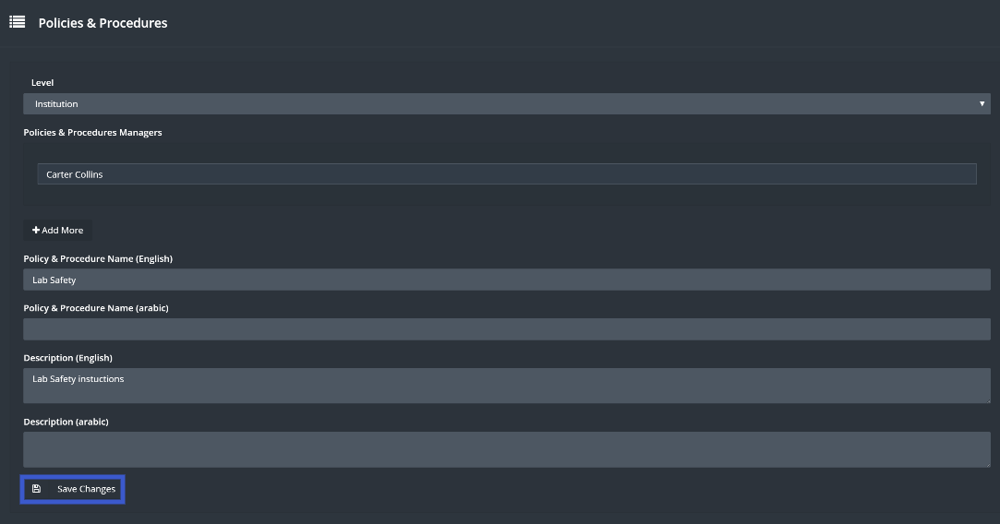 Policies & Procedures
Level
Institution
Policies & Procedures Managers
Carter Collins
Add More
Policy & Procedure Name (English)
Lab Safety
Policy & Procedure Name (arabic)
Description (English)
Lab Safety instuctions
Description (arabic)
Save Changes